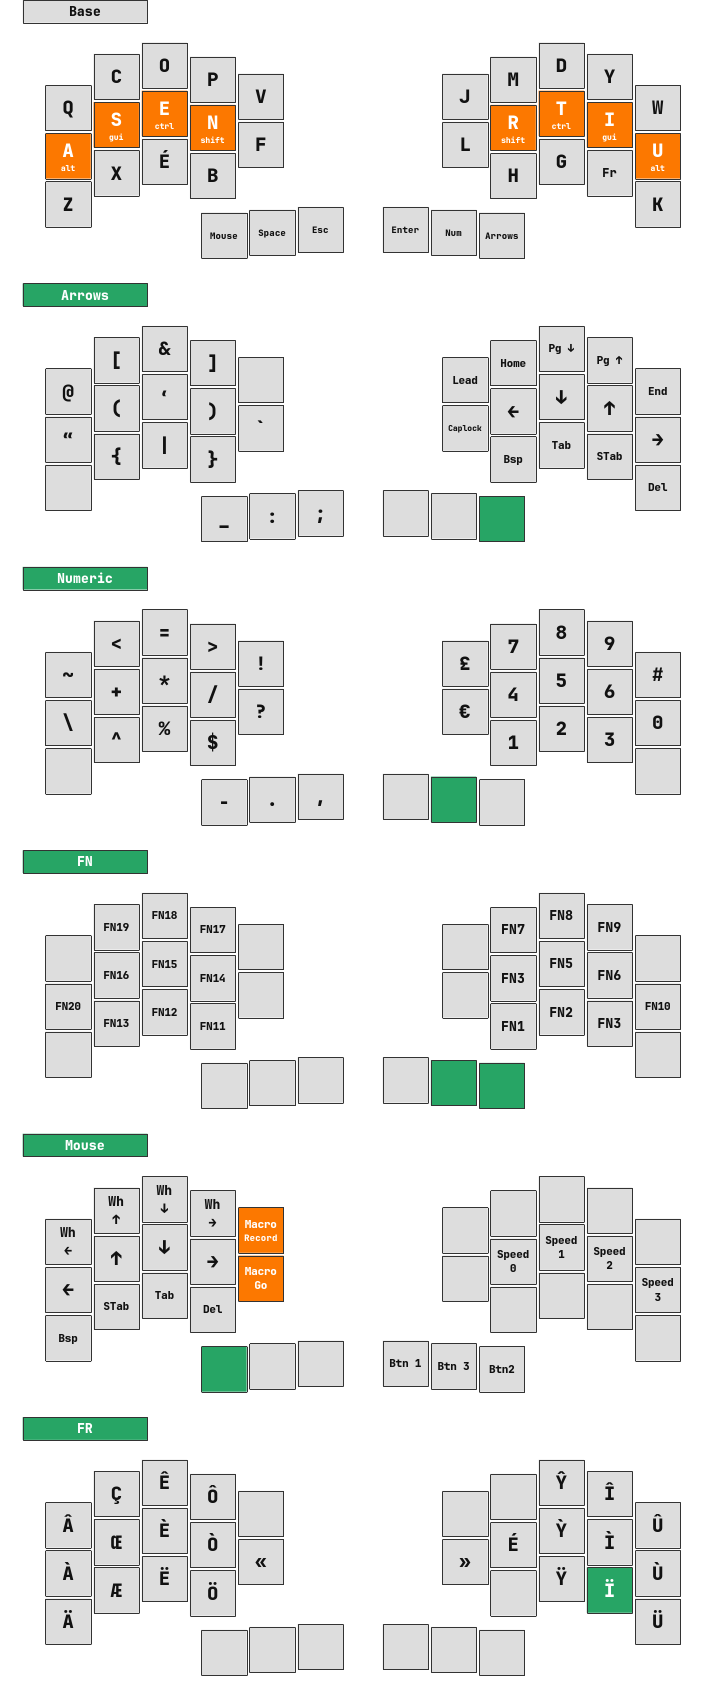 Base
Q C O P V J M D Y W
A alt S gui E ctrl N shift F L R shift T ctrl I gui U alt
Z X É B H G Fr K
Mouse Space Esc Enter Num Arrows
Arrows
@ [ & ] Lead Home Pg ↓ Pg ↑ End
“ ( ‘ ) ` Caplock ← ↓ ↑ →
{ | } Bsp Tab STab Del
_ : ;
Numeric
~ < = > ! £ 7 8 9 #
\ + * / ? € 4 5 6 0
^ % $ 1 2 3
- . ,
FN
FN19 FN18 FN17 FN7 FN8 FN9
FN20 FN16 FN15 FN14 FN3 FN5 FN6 FN10
FN13 FN12 FN11 FN1 FN2 FN3
Mouse
Wh ← Wh ↑ Wh ↓ Wh → Macro Record
← ↑ ↓ → Macro Go Speed 0 Speed 1 Speed 2 Speed 3
Bsp STab Tab Del
Btn 1 Btn 3 Btn2
FR
Â Ç Ê Ô Ŷ Î Û
À Œ È Ò « » É Ỳ Ì Ù
Ä Æ Ë Ö Ÿ Ï Ü